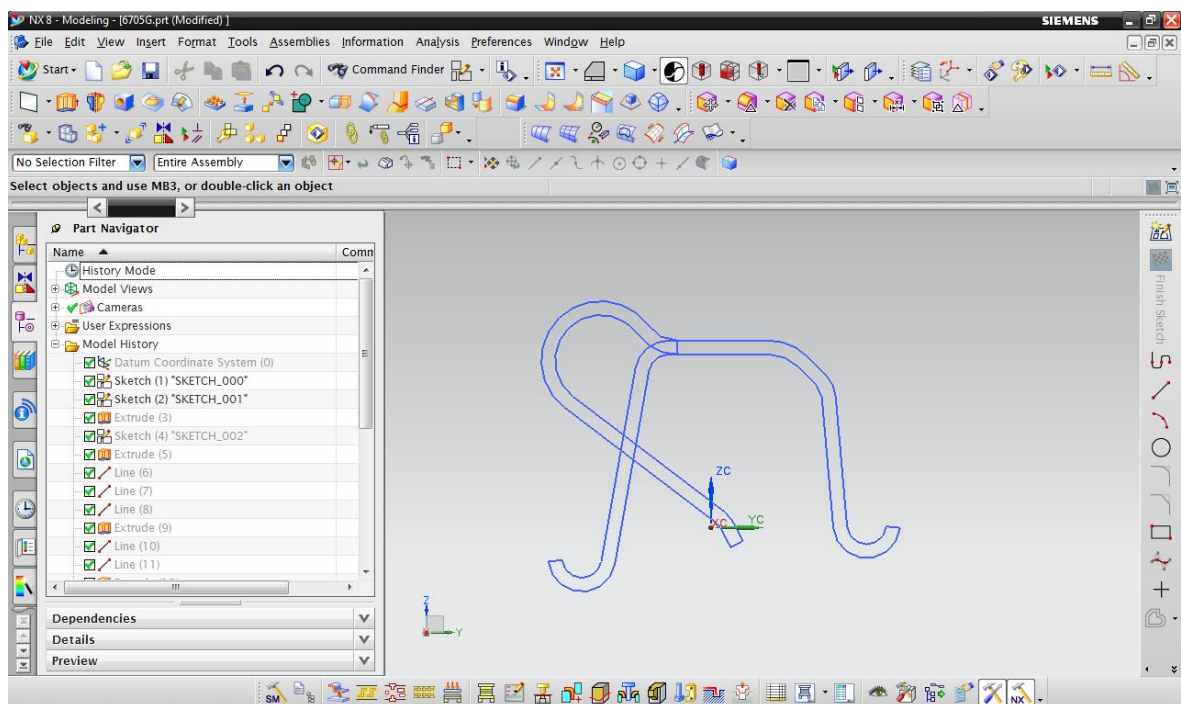 NX 8 - Modeling - [6705G.prt (Modified) ]
SIEMENS
File Edit View Insert Format Tools Assemblies Information Analysis Preferences Window Help
Start Command Finder
No Selection Filter Entire Assembly
Select objects and use MB3, or double-click an object
Part Navigator
Name Comm
History Mode
Model Views
Cameras
User Expressions
Model History
Datum Coordinate System (0)
Sketch (1) "SKETCH_000"
Sketch (2) "SKETCH_001"
Extrude (3)
Sketch (4) "SKETCH_002"
Extrude (5)
Line (6)
Line (7)
Line (8)
Extrude (9)
Line (10)
Line (11)
Dependencies
Details
Preview
ZC
XC YC
Z
Y
Finish Sketch
SM
NX